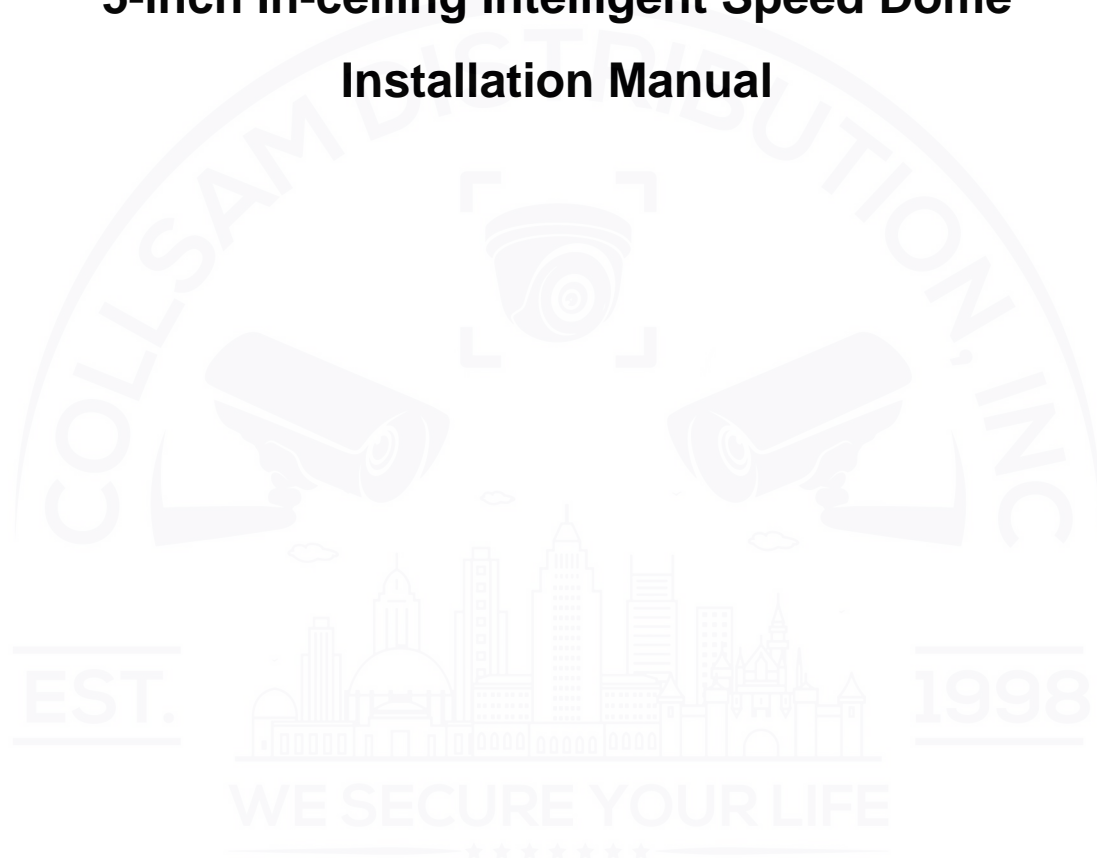 5-inch In-ceiling Intelligent Speed Dome
Installation Manual
COLLSAM DISTRIBUTION, INC
EST.
1998
WE SECURE YOUR LIFE